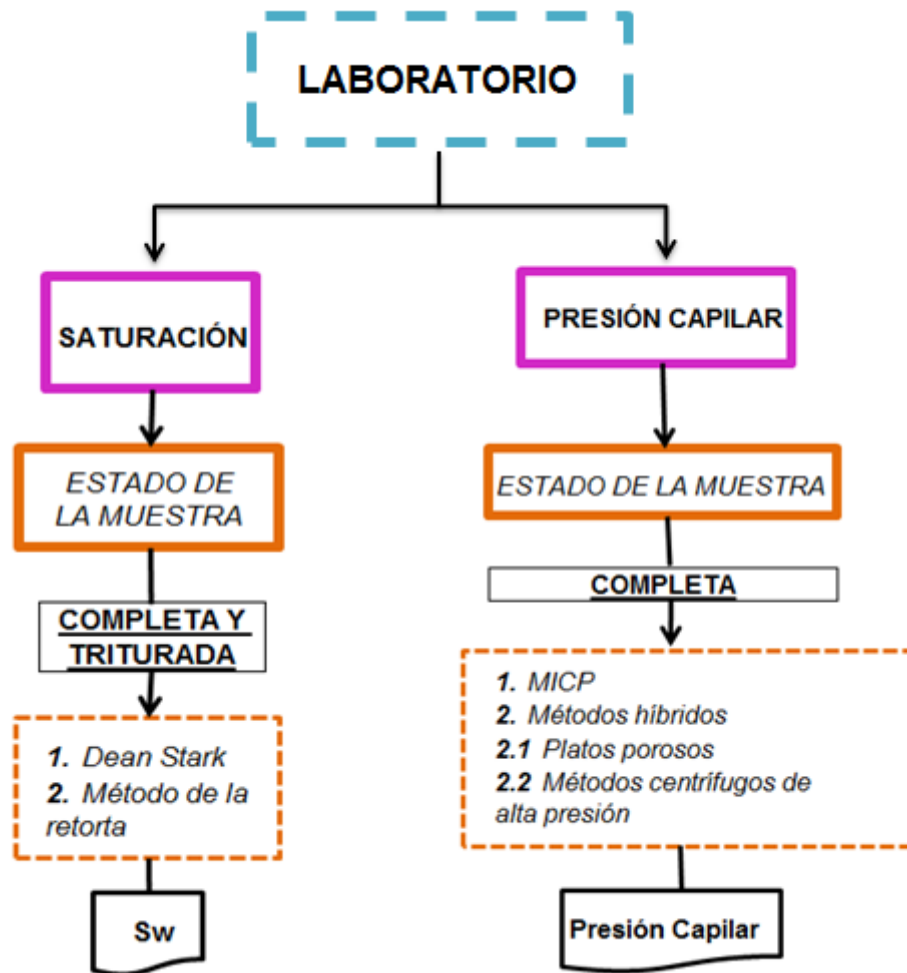 LABORATORIO
SATURACIÓN
ESTADO DE
LA MUESTRA
COMPLETA Y
TRITURADA
1. Dean Stark
2. Método de la
retorta
Sw
PRESIÓN CAPILAR
ESTADO DE LA MUESTRA
COMPLETA
1. MICP
2. Métodos híbridos
2.1 Platos porosos
2.2 Métodos centrífugos de
alta presión
Presión Capilar